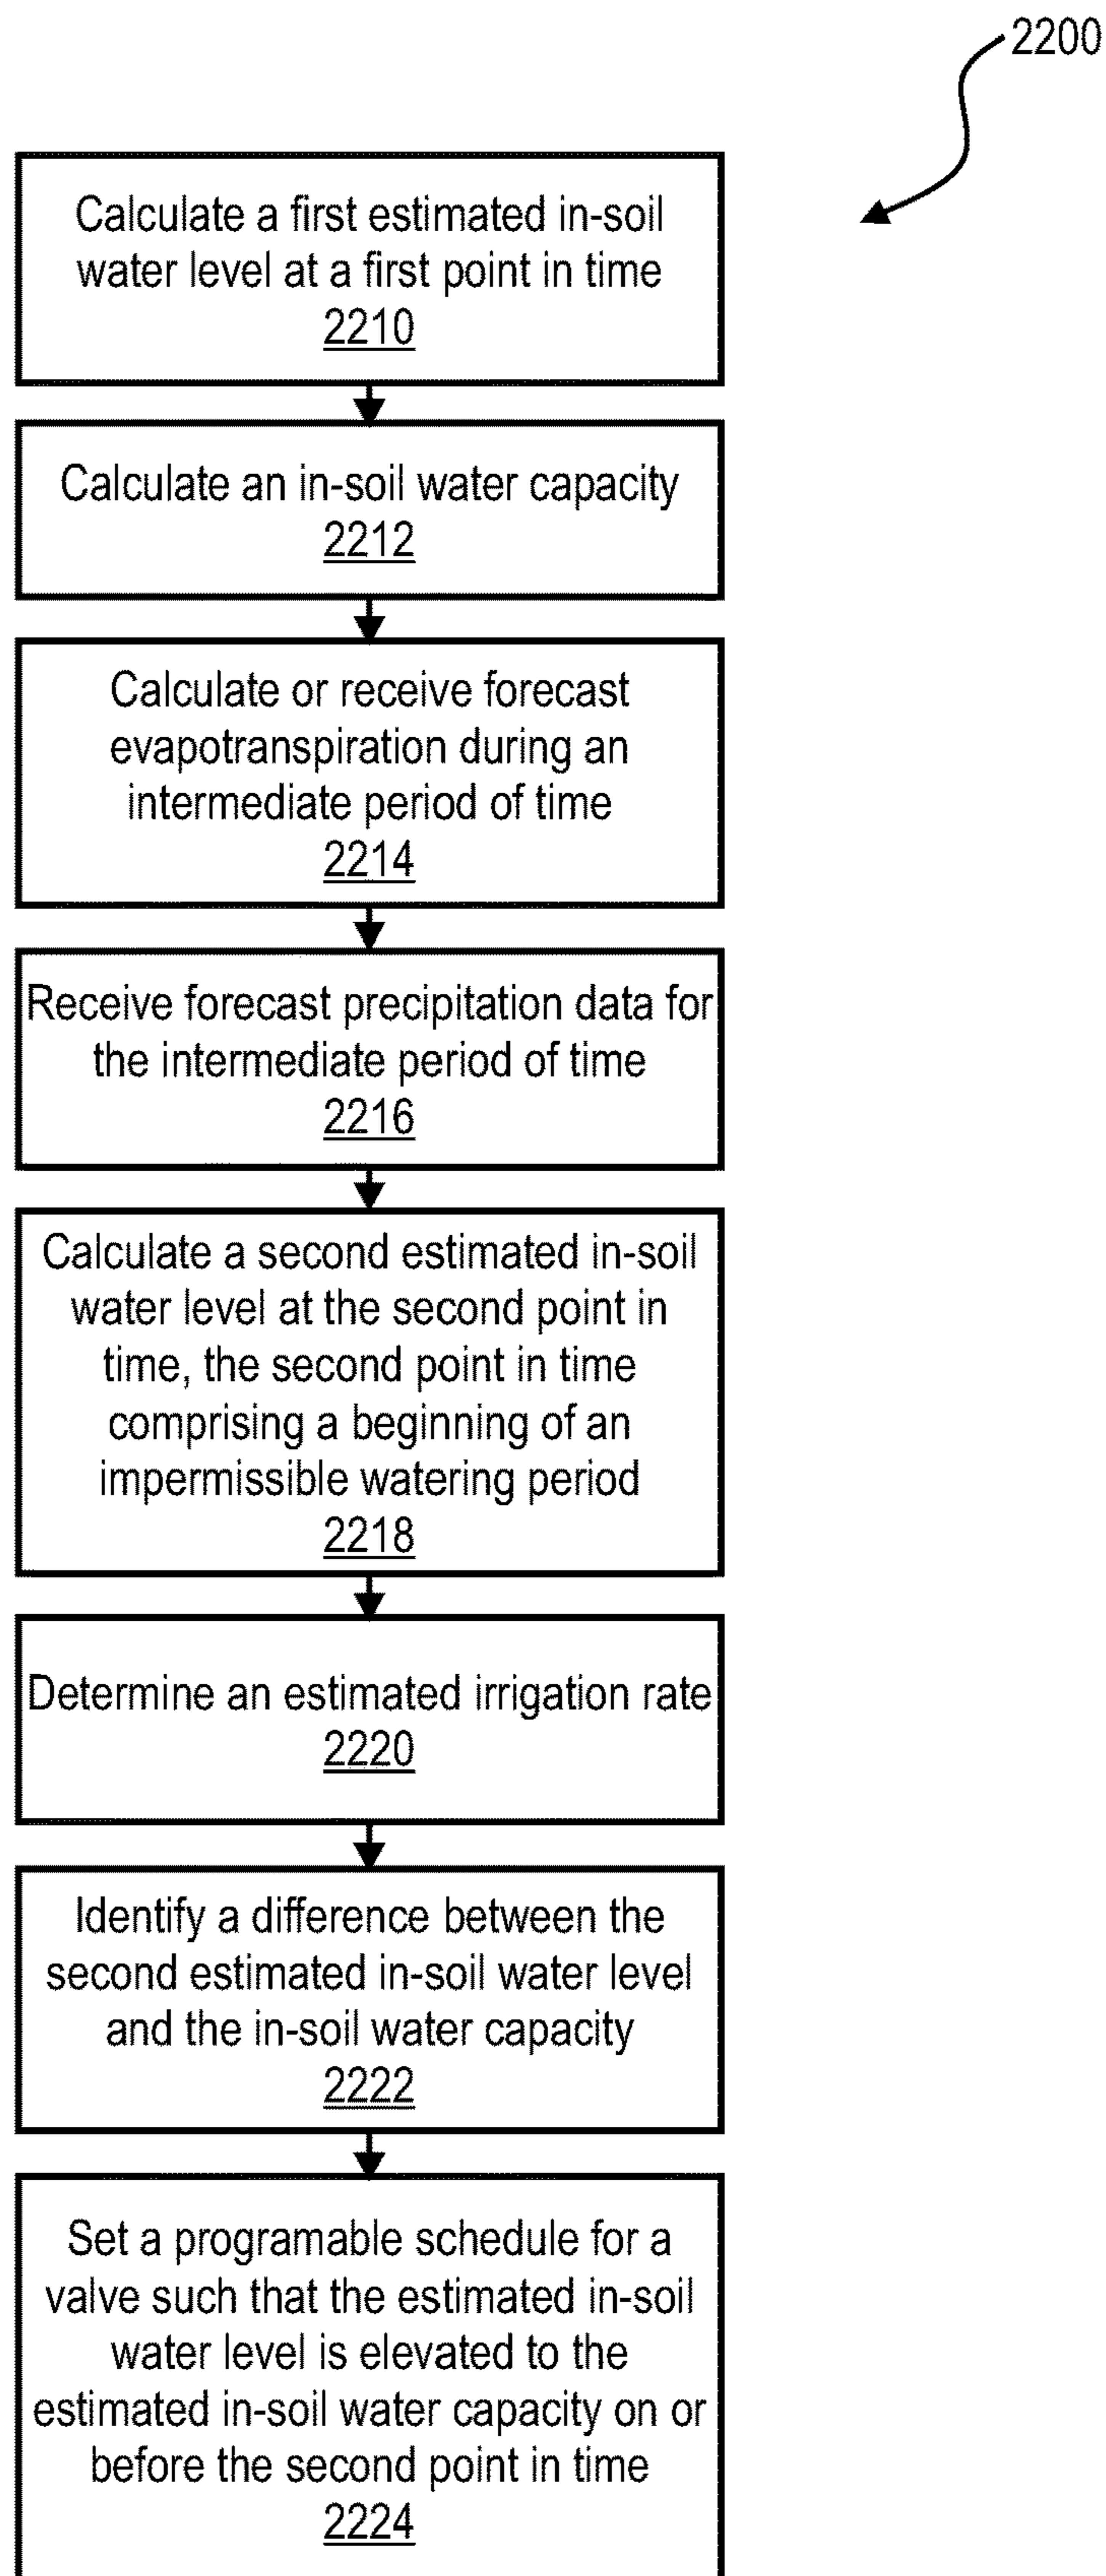 2200
Calculate a first estimated in-soil
water level at a first point in time
2210
Calculate an in-soil water capacity
2212
Calculate or receive forecast
evapotranspiration during an
intermediate period of time
2214
Receive forecast precipitation data for
the intermediate period of time
2216
Calculate a second estimated in-soil
water level at the second point in
time, the second point in time
comprising a beginning of an
impermissible watering period
2218
Determine an estimated irrigation rate
2220
Identify a difference between the
second estimated in-soil water level
and the in-soil water capacity
2222
Set a programable schedule for a
valve such that the estimated in-soil
water level is elevated to the
estimated in-soil water capacity on or
before the second point in time
2224